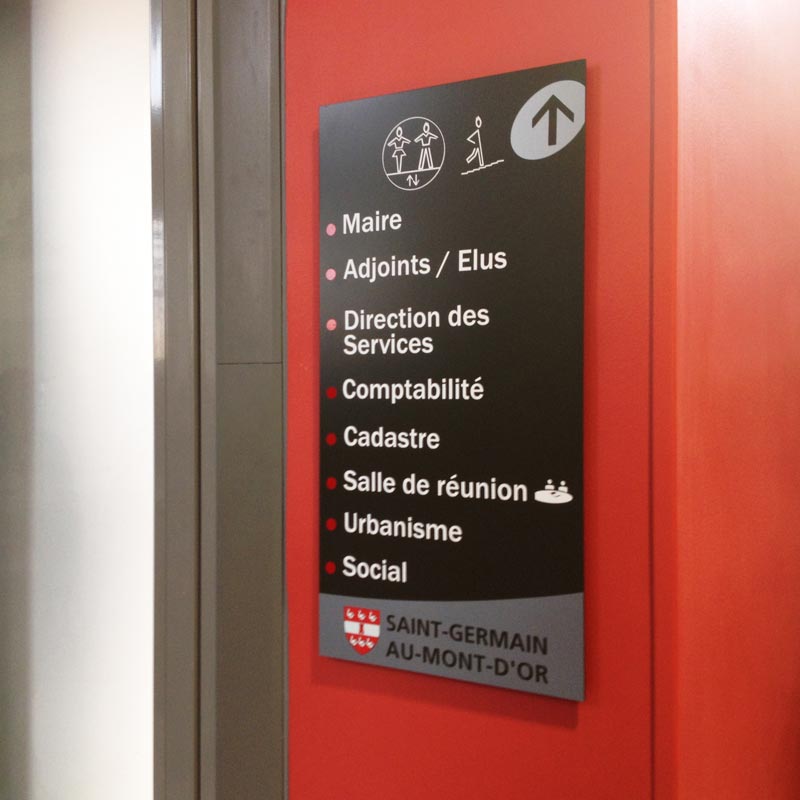 Maire
Adjoints / Elus
Direction des
Services
Comptabilité
Cadastre
Salle de réunion
Urbanisme
Social
SAINT-GERMAIN
AU-MONT-D'OR